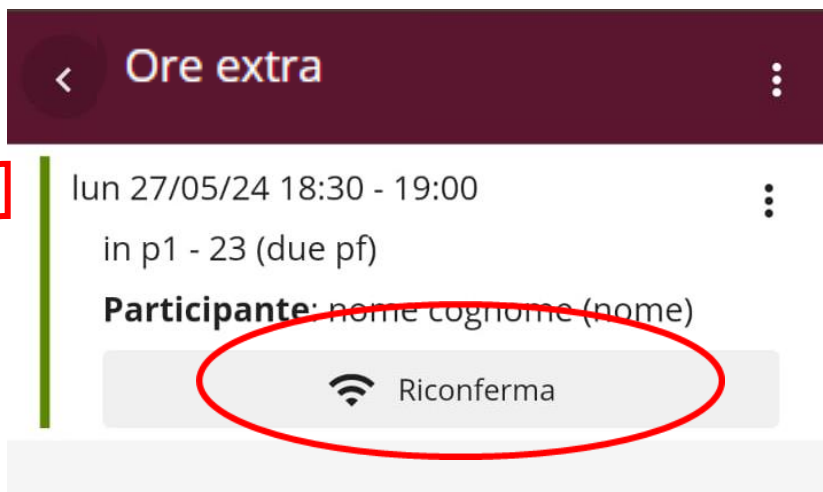 Ore extra
lun 27/05/24 18:30 - 19:00
in p1 - 23 (due pf)
Participante: nome cognome (nome)
Riconferma